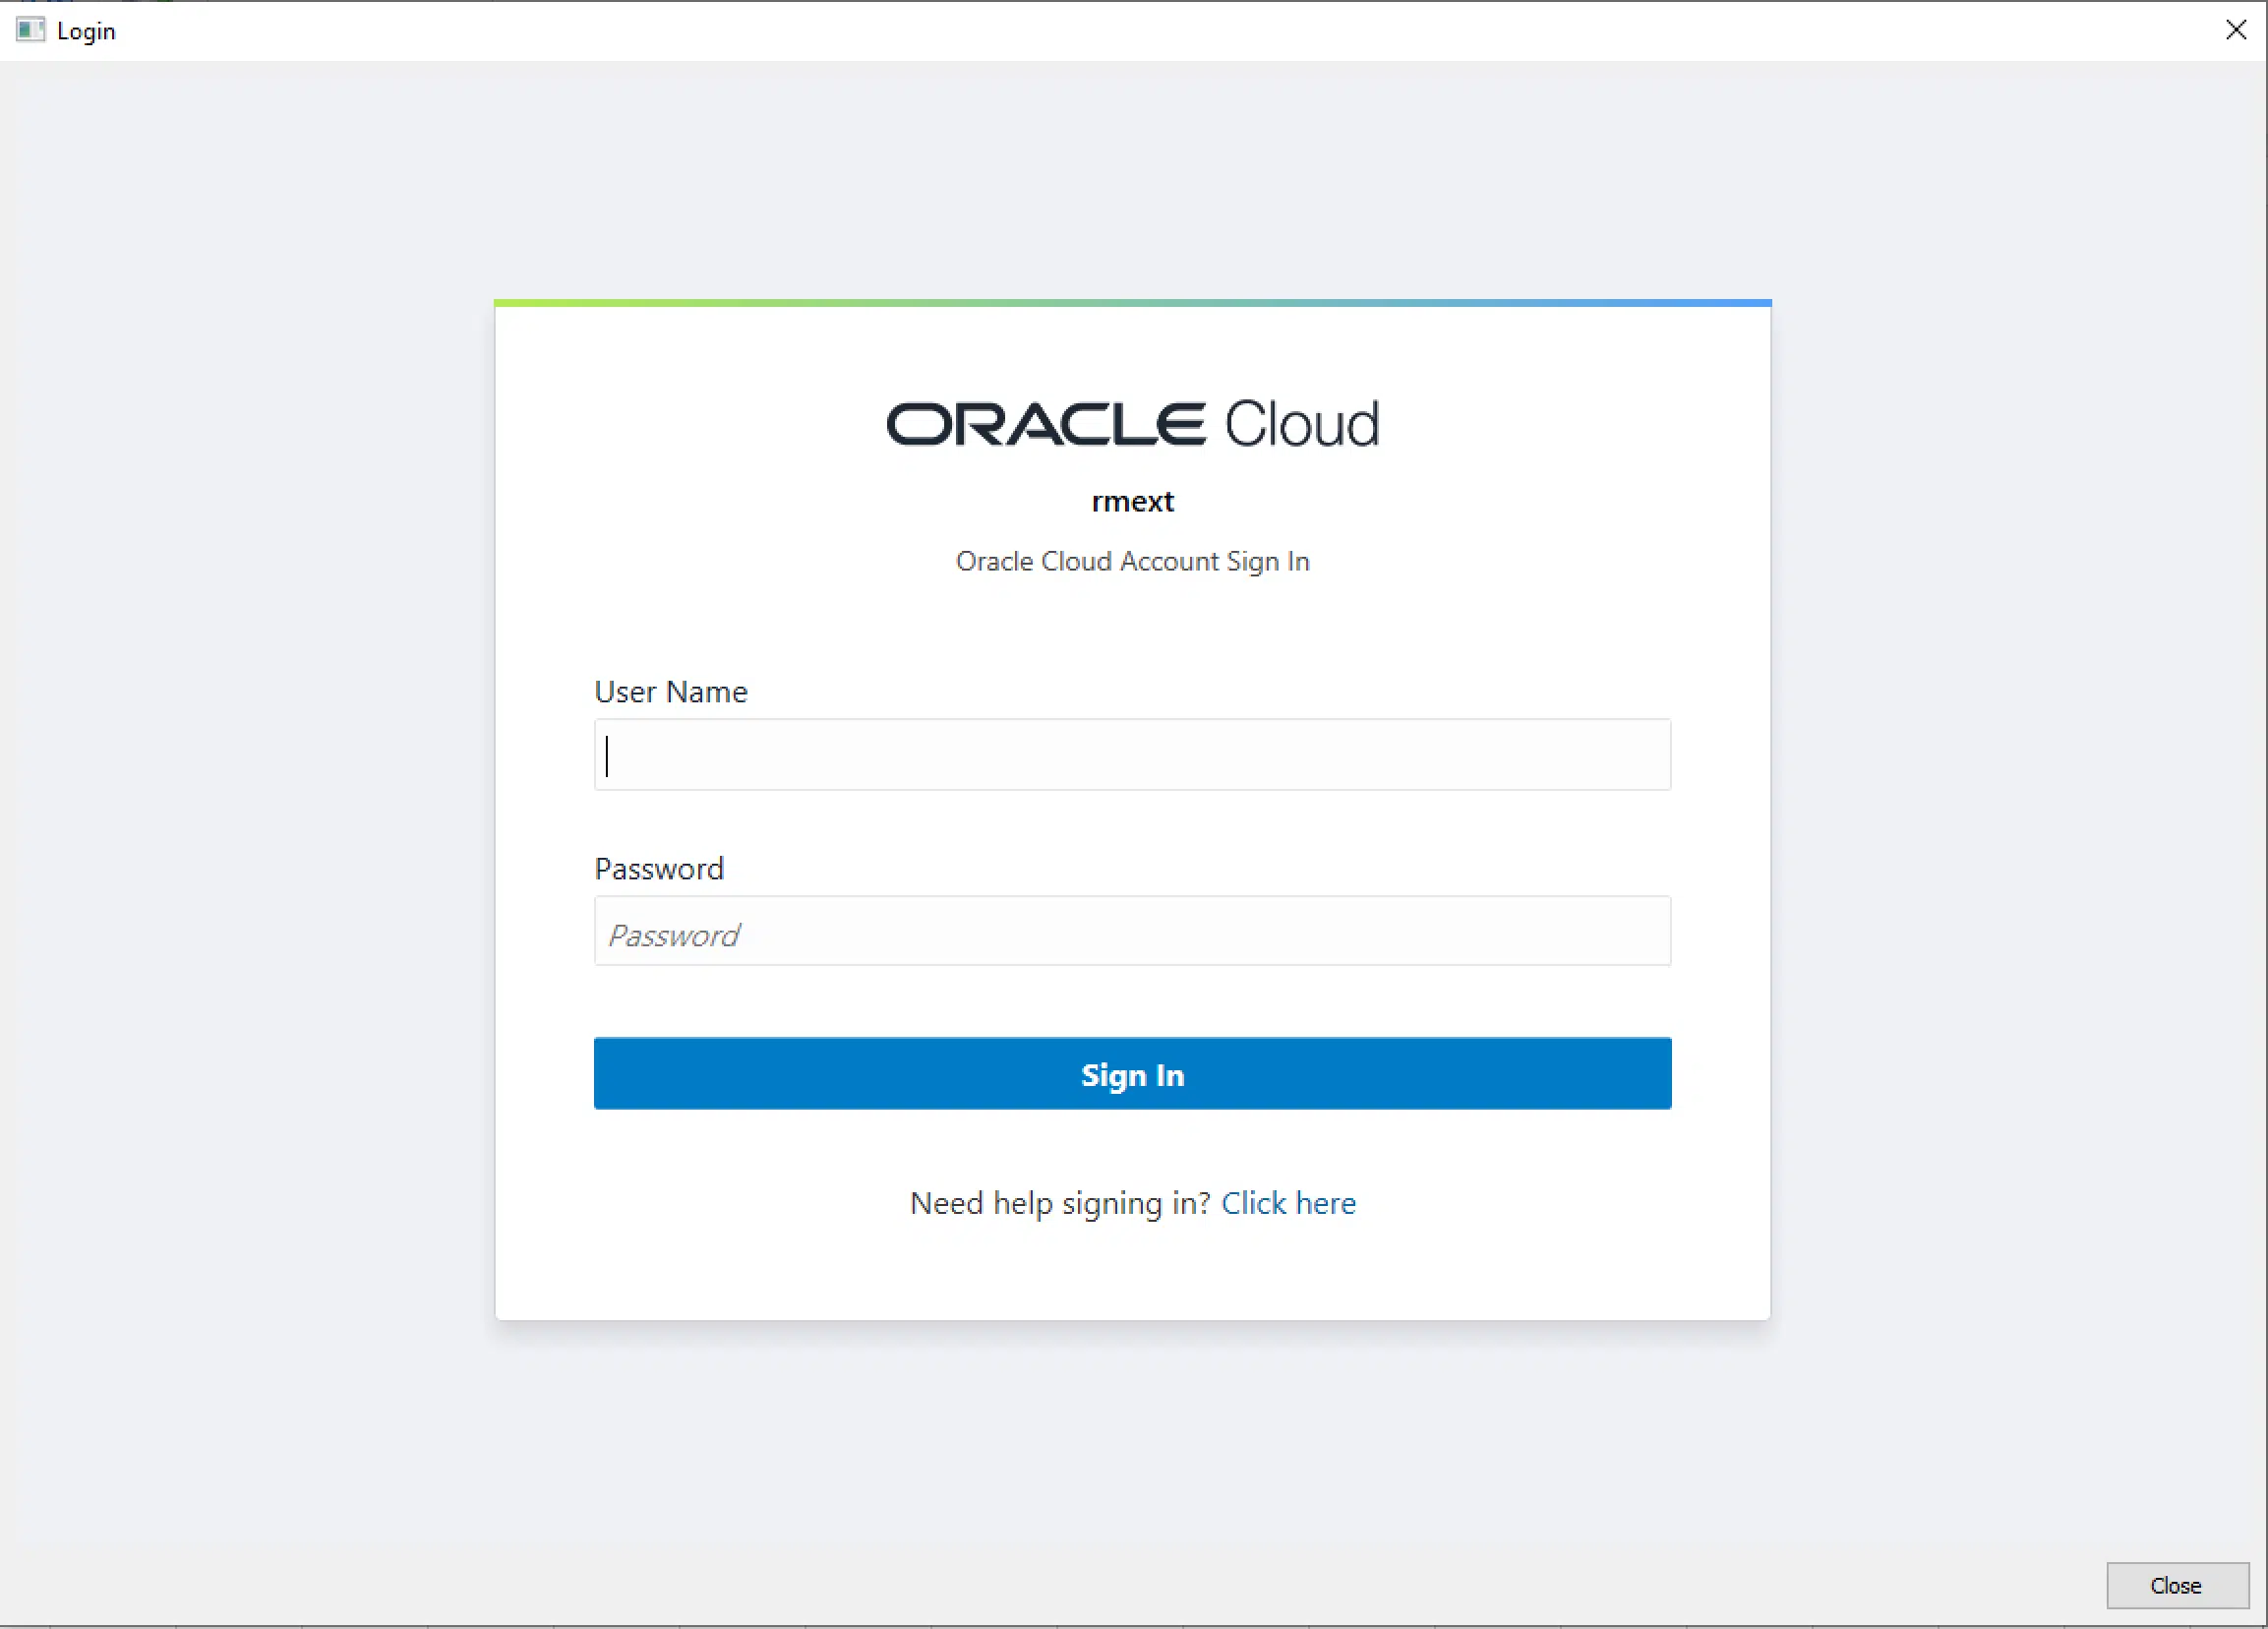 Login
ORACLE Cloud
rmext
Oracle Cloud Account Sign In
User Name
Password
Password
Sign In
Need help signing in? Click here
Close